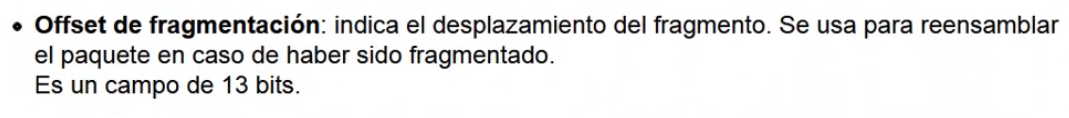 • Offset de fragmentación: indica el desplazamiento del fragmento. Se usa para reensamblar
el paquete en caso de haber sido fragmentado.
Es un campo de 13 bits.